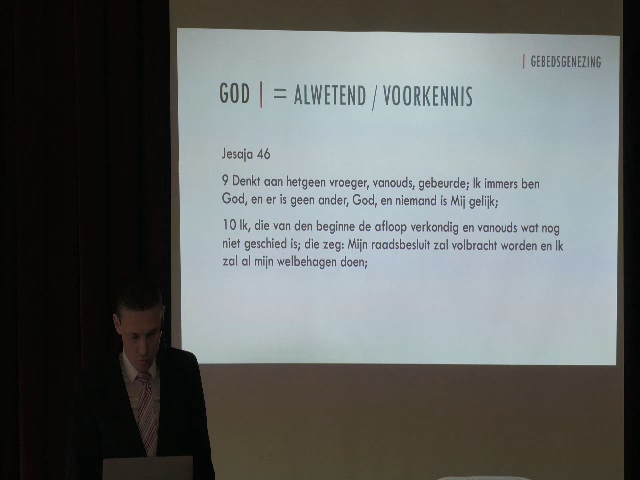 | GEBEDSGENEZING
GOD | = ALWETEND / VOORKENNIS
Jesaja 46
9 Denkt aan hetgeen vroeger, vanouds, gebeurde; Ik immers ben
God, en er is geen ander, God, en niemand is Mij gelijk;
10 Ik, die van den beginne de afloop verkondig en vanouds wat nog
niet geschied is; die zeg: Mijn raadsbesluit zal volbracht worden en Ik
zal al mijn welbehagen doen;